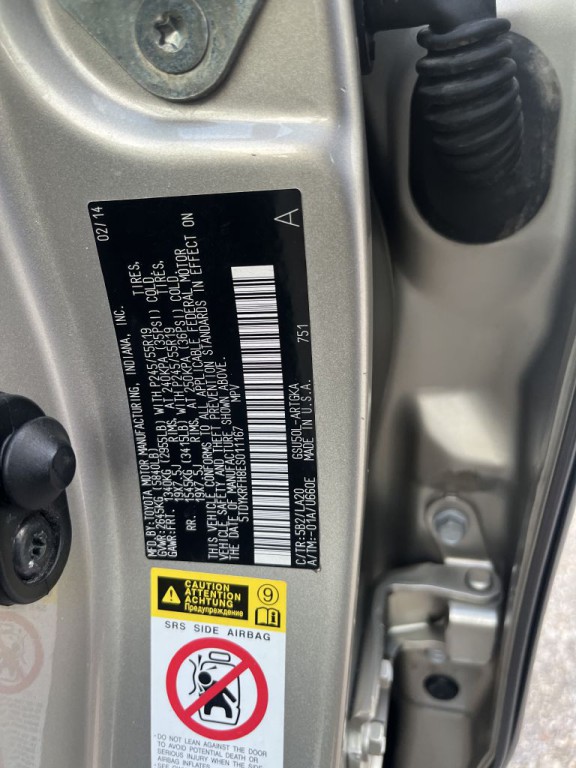 MFD BY: TOYOTA MOTOR MANUFACTURING, INDIANA, INC. 02/14
GVWR:2645KG (5840LB)
GAWR:FRT. 1340KG (2955LB) WITH P245/55R19 TIRES,
19X7.5J RIMS, AT 240KPA (35PSI) COLD
RR. 1545KG (3415LB) WITH P245/55R19 TIRES,
19X7.5J RIMS, AT 250KPA (36PSI) COLD
THIS VEHICLE CONFORMS TO ALL APPLICABLE FEDERAL MOTOR
VEHICLE SAFETY AND THEFT PREVENTION STANDARDS IN EFFECT ON
THE DATE OF MANUFACTURE SHOWN ABOVE.
5TDYKRFH8ES011167 MPV
A
C/TR:5B2/LA20 GSU50L-ARTGKA 751
A/TM:-01A/U660E MADE IN U.S.A.
CAUTION
ATTENTION
ACHTUNG
Предупреждение
9
SRS SIDE AIRBAG
• DO NOT LEAN AGAINST THE DOOR
TO AVOID POTENTIAL DEATH OR
SERIOUS INJURY WHEN SIDE
AIRBAG INFLATES